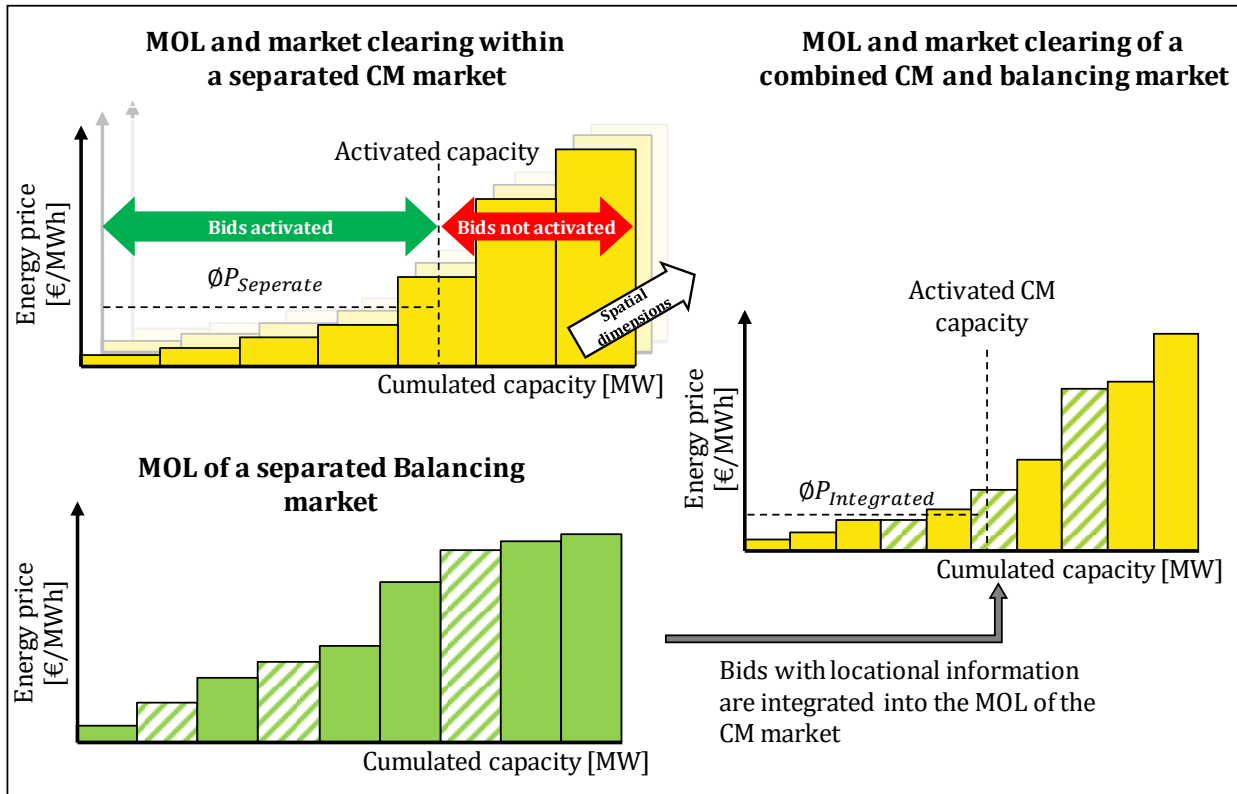 MOL and market clearing within
a separated CM market
Energy price
[€/MWh]
Activated capacity
Bids activated
Bids not activated
∅P_Seperate
Spatial
dimensions
Cumulated capacity [MW]
MOL of a separated Balancing
market
Energy price
[€/MWh]
Cumulated capacity [MW]
MOL and market clearing of a
combined CM and balancing market
Activated CM
capacity
Energy price
[€/MWh]
∅P_Integrated
Cumulated capacity [MW]
Bids with locational information
are integrated into the MOL of the
CM market